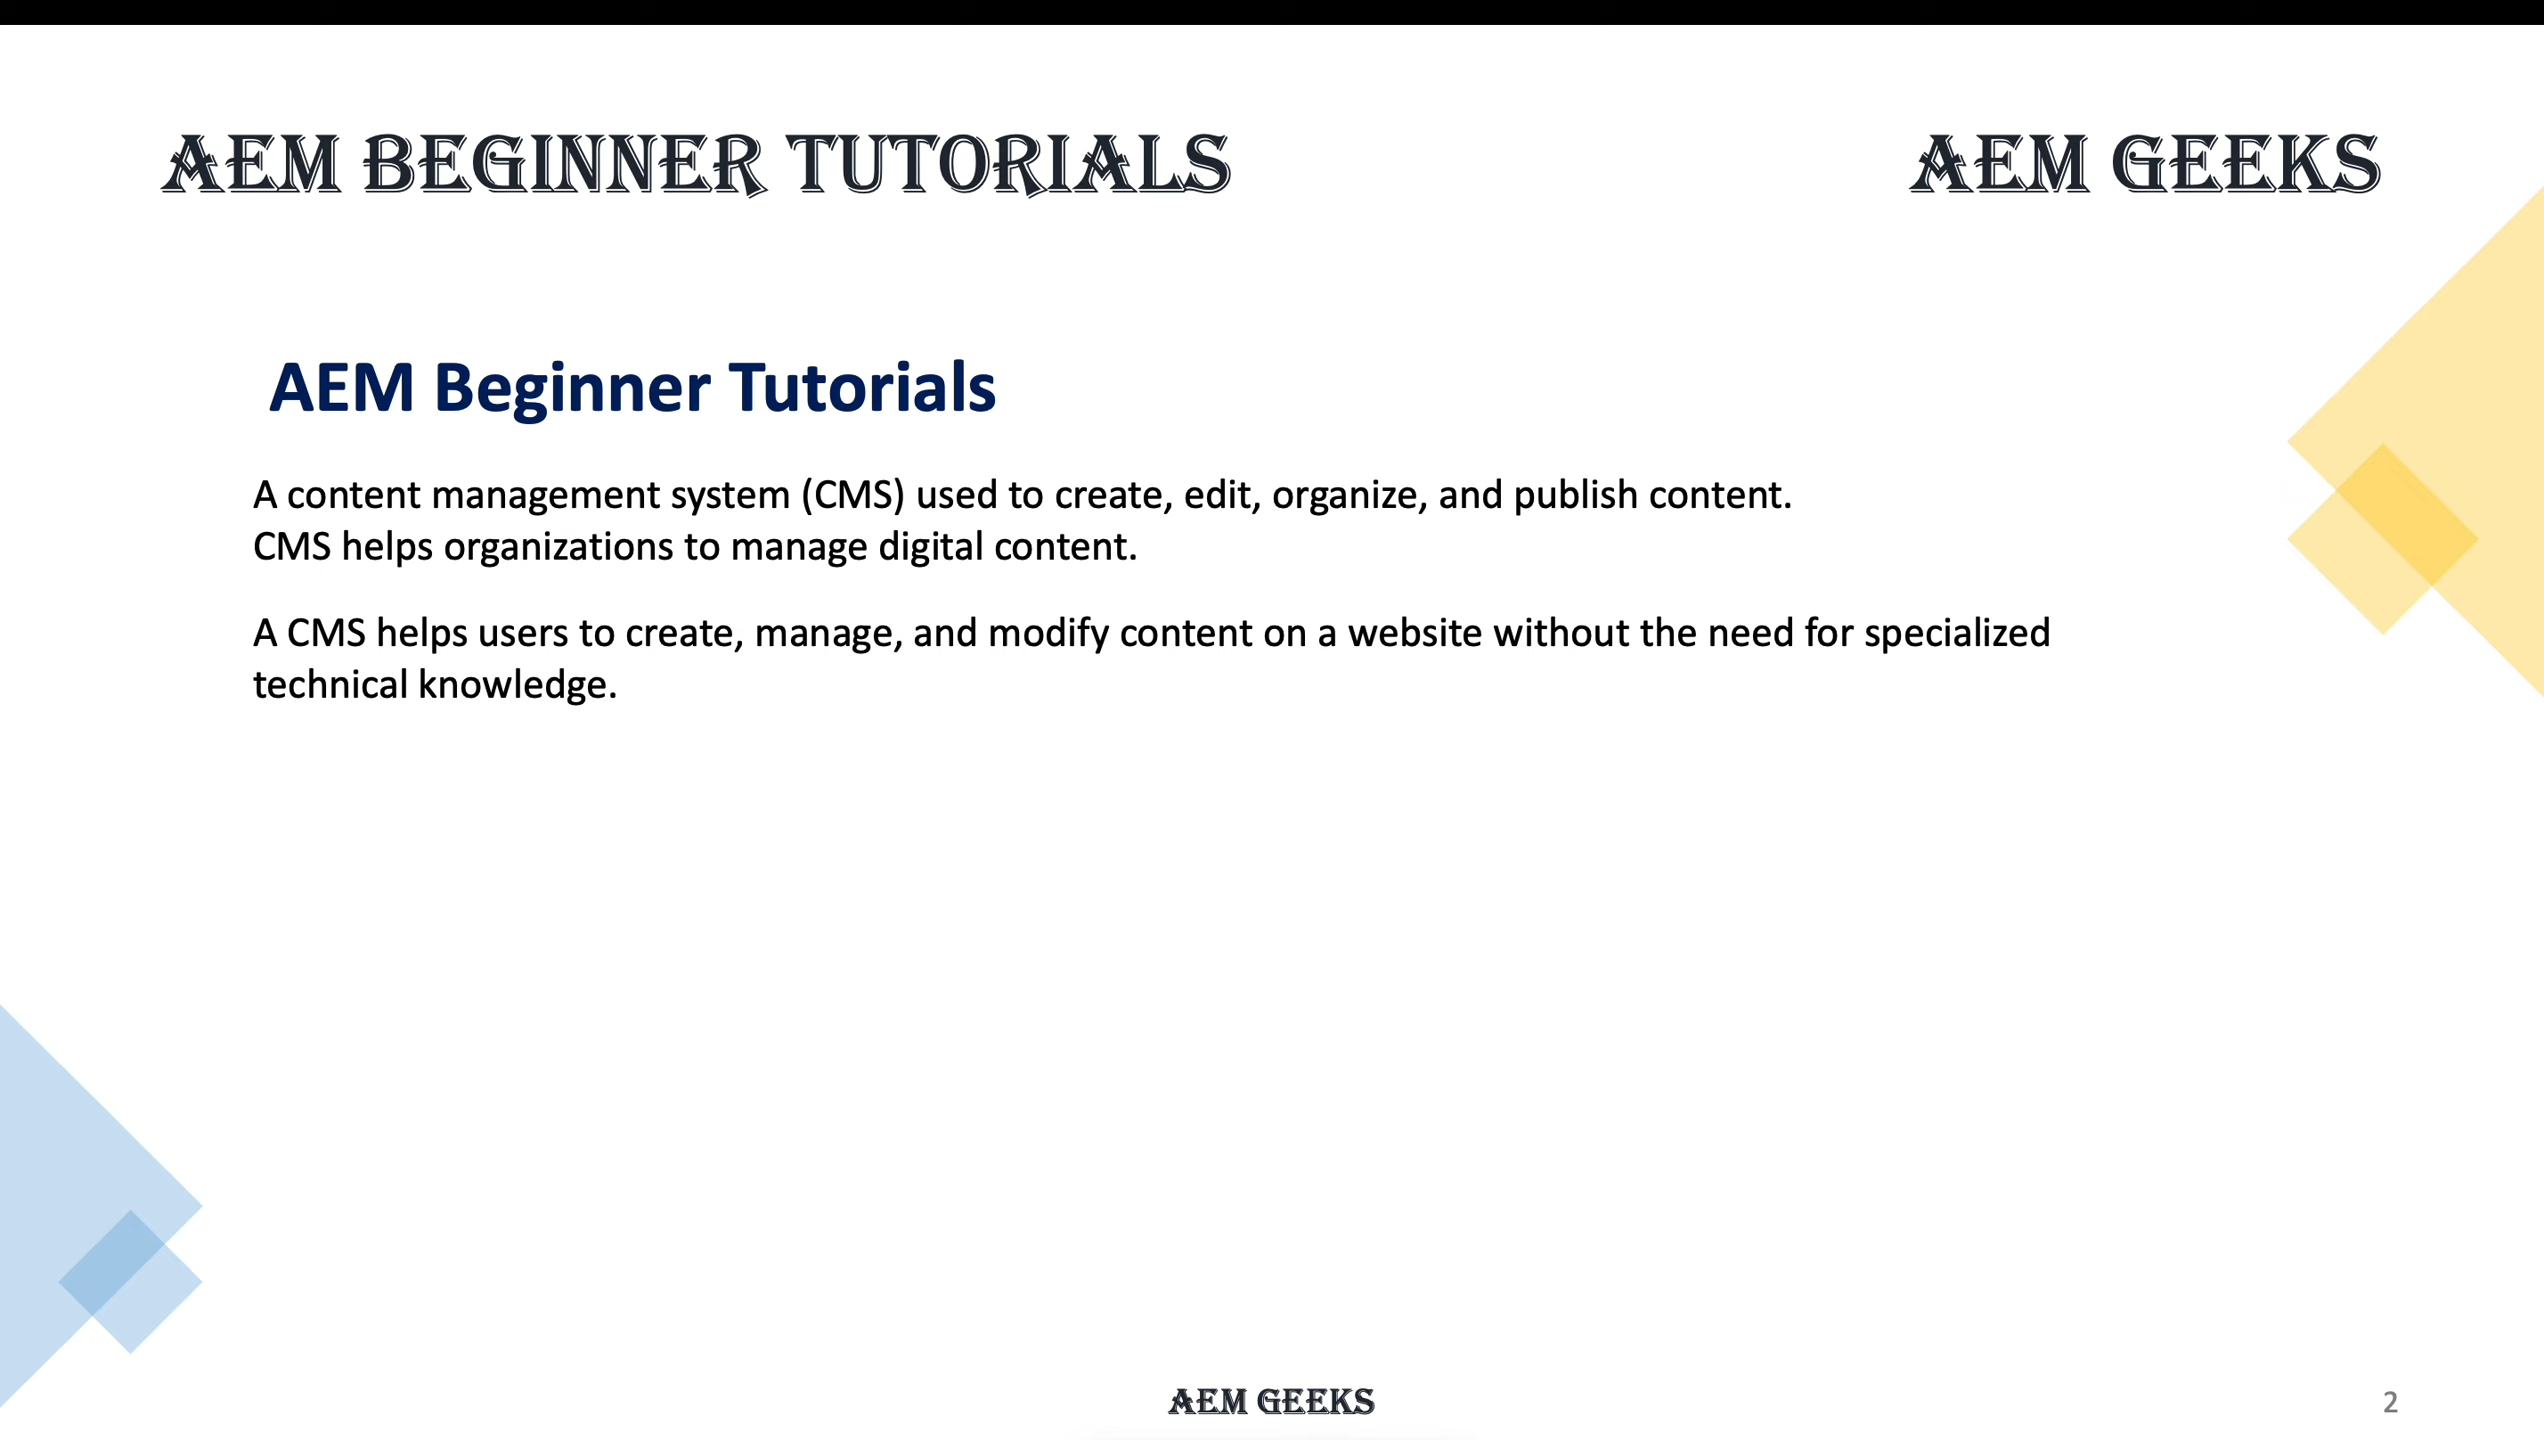 AEM BEGINNER TUTORIALS
AEM GEEKS
AEM Beginner Tutorials
A content management system (CMS) used to create, edit, organize, and publish content.
CMS helps organizations to manage digital content.
A CMS helps users to create, manage, and modify content on a website without the need for specialized
technical knowledge.
AEM GEEKS
2